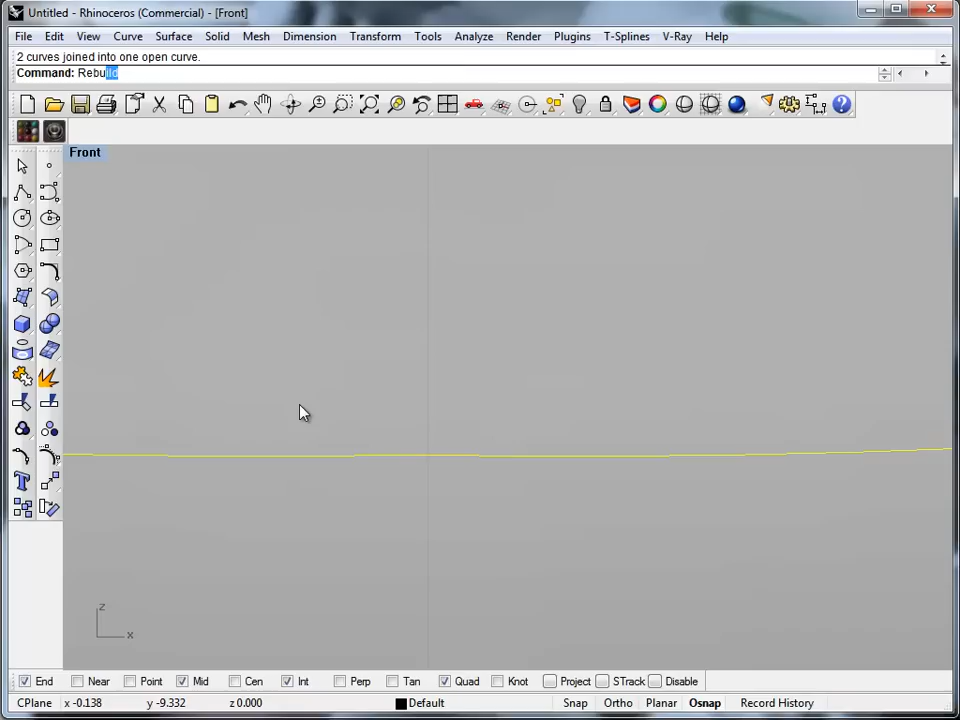 Untitled - Rhinoceros (Commercial) - [Front]
File Edit View Curve Surface Solid Mesh Dimension Transform Tools Analyze Render Plugins T-Splines V-Ray Help
2 curves joined into one open curve.
Command: Rebuild
Front
z
x
End Near Point Mid Cen Int Perp Tan Quad Knot Project STrack Disable
CPlane x -0.138 y -9.332 z 0.000 Default Snap Ortho Planar Osnap Record History